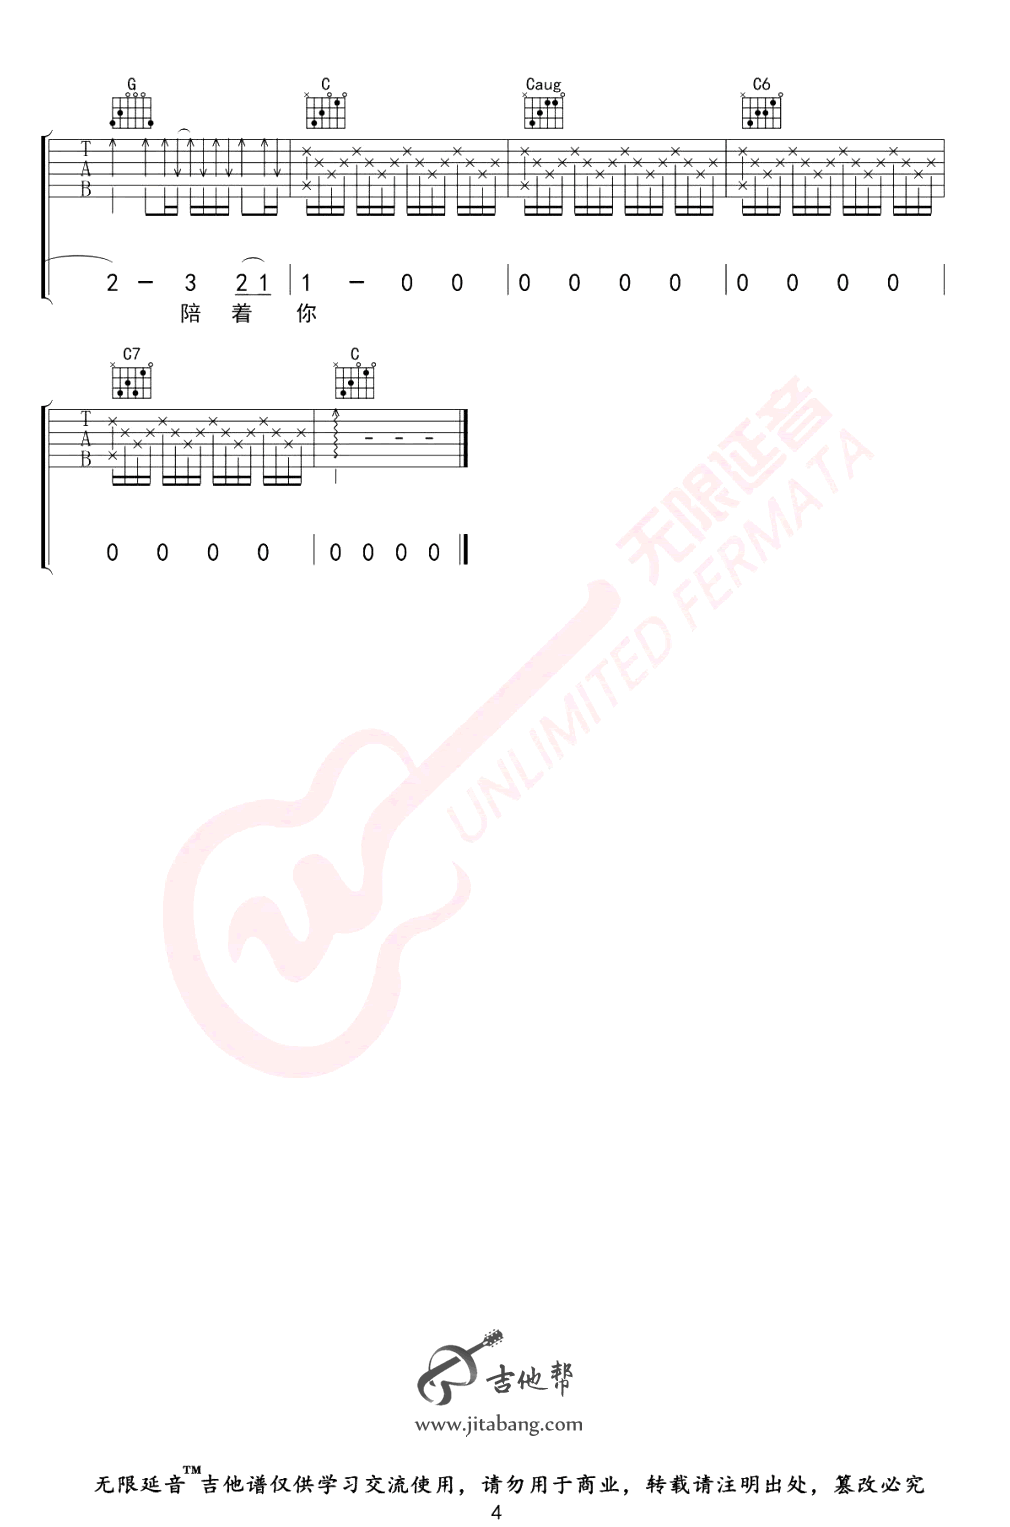 G C Caug C6
T
A
B
2 - 3 2 1 1 - 0 0 0 0 0 0 0 0 0 0
陪 着 你
C7 C
T
A
B
- - -
0 0 0 0 0 0 0 0
无限延音
UNLIMITED FERMATA
吉他帮
www.jitabang.com
无限延音™吉他谱仅供学习交流使用，请勿用于商业，转载请注明出处，篡改必究
4